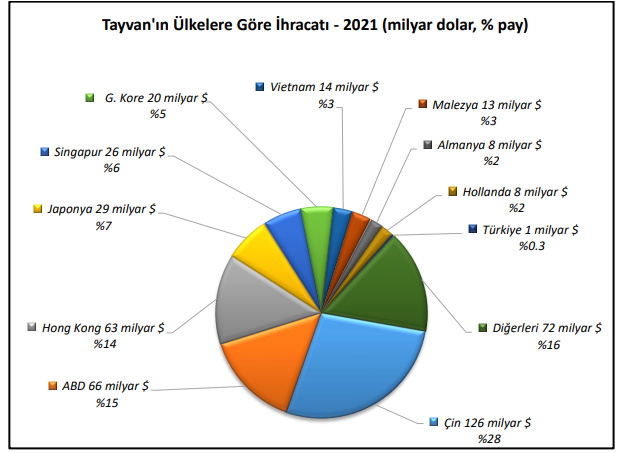 Tayvan'ın Ülkelere Göre İhracatı - 2021 (milyar dolar, % pay)
Vietnam 14 milyar $
%3
G. Kore 20 milyar $
%5
Malezya 13 milyar $
%3
Singapur 26 milyar $
%6
Almanya 8 milyar $
%2
Japonya 29 milyar $
%7
Hollanda 8 milyar $
%2
Türkiye 1 milyar $
%0.3
Hong Kong 63 milyar $
%14
Diğerleri 72 milyar $
%16
ABD 66 milyar $
%15
Çin 126 milyar $
%28